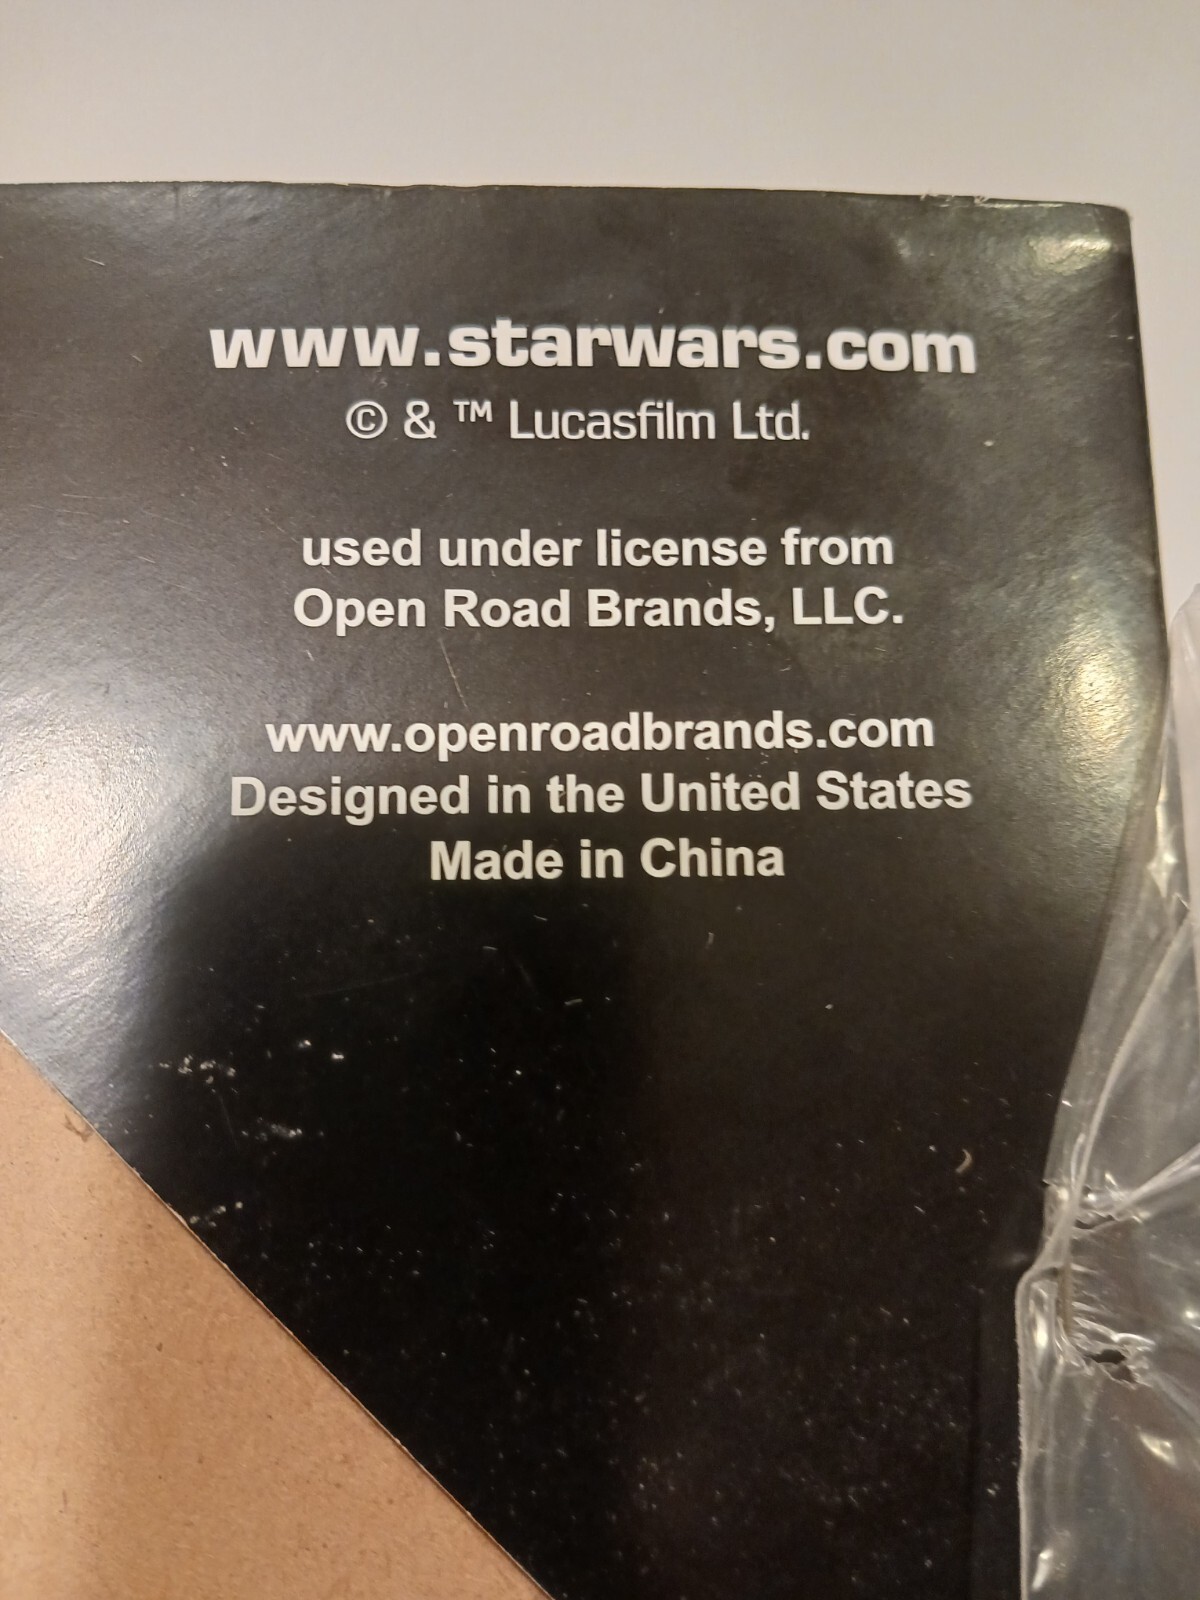 www.starwars.com
© & ™ Lucasfilm Ltd.
used under license from
Open Road Brands, LLC.
www.openroadbrands.com
Designed in the United States
Made in China